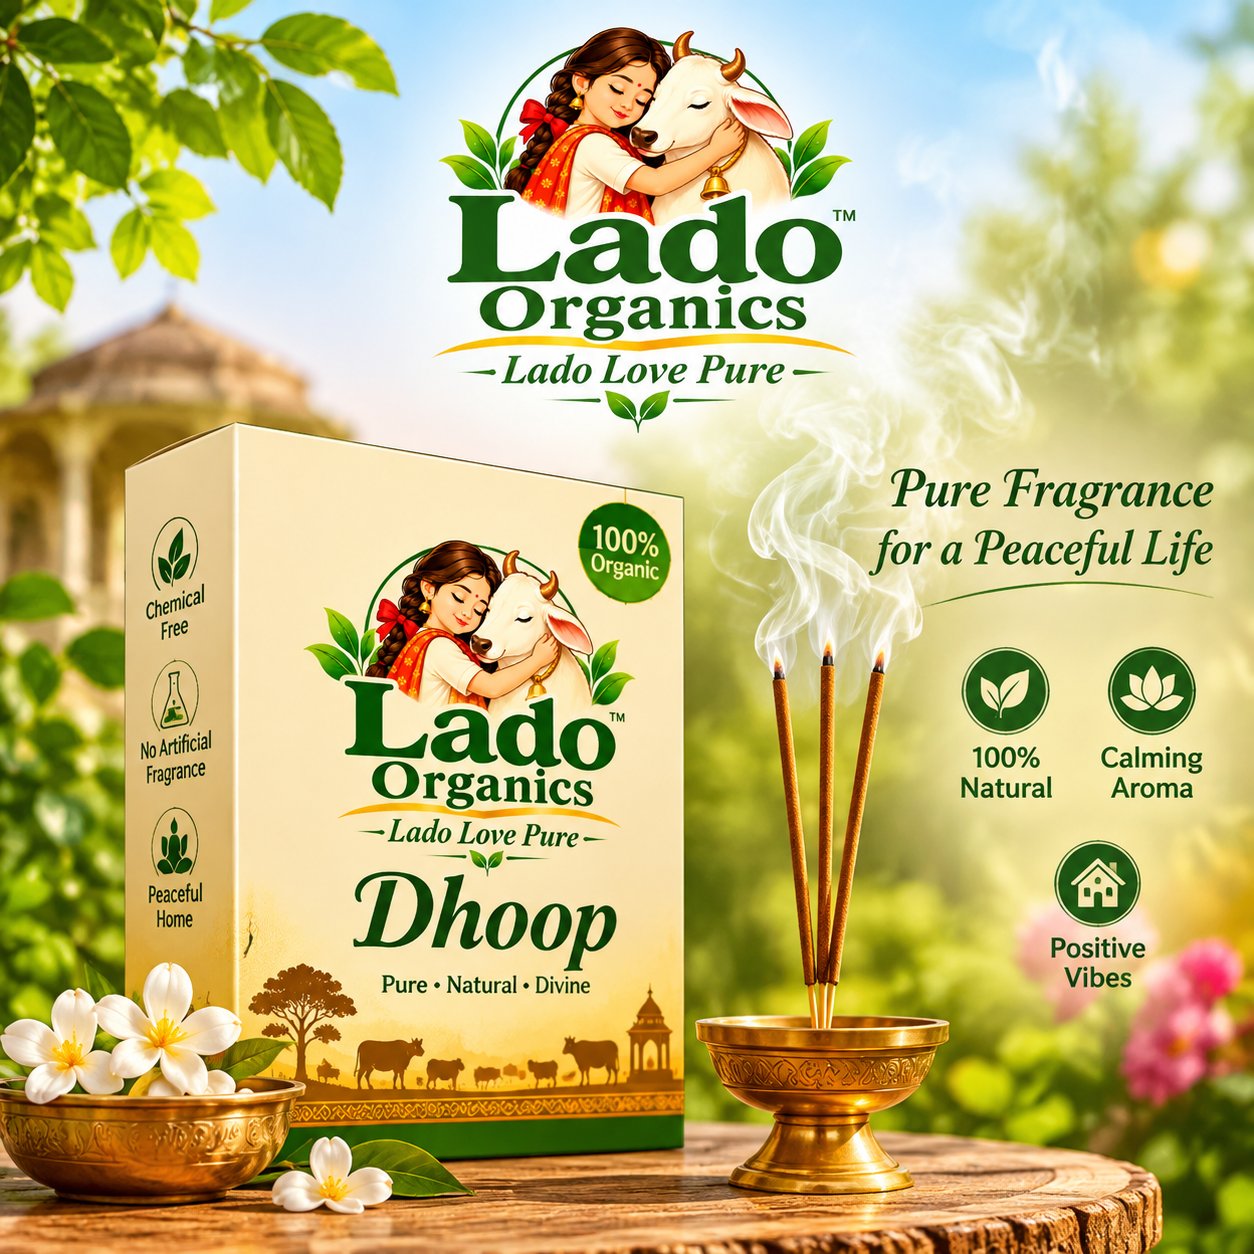 Lado™
Organics
Lado Love Pure
Pure Fragrance
for a Peaceful Life
100%
Natural
Calming
Aroma
Positive
Vibes
Chemical
Free
No Artificial
Fragrance
Peaceful
Home
100%
Organic
Lado™
Organics
Lado Love Pure
Dhoop
Pure • Natural • Divine